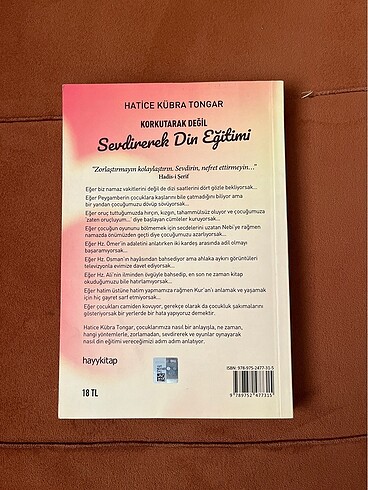 HATİCE KÜBRA TONGAR
KORKUTARAK DEĞİL
Sevdirerek Din Eğitimi
"Zorlaştırmayın kolaylaştırın. Sevdirin, nefret ettirmeyin..."
Hadis-i Şerif
Eğer biz namaz vakitlerini değil de dizi saatlerini dört gözle bekliyorsak...
Eğer Peygamberin çocuklara kaşlarını bile çatmadığını biliyor ama
bir yandan çocuğumuzu dövüp sövüyorsak...
Eğer oruç tuttuğumuzda hırçın, kızgın, tahammülsüz oluyor ve çocuğumuza
'zaten oruçluyum...' diye başlayan cümleler kuruyorsak...
Eğer çocuğun oyununu bölmemek için secdelerini uzatan Nebi'ye rağmen
namazda önümüzden geçti diye çocuğumuzu azarlıyorsak...
Eğer Hz. Ömer'in adaletini anlatırken iki kardeş arasında adil olmayı
başaramıyorsak...
Eğer Hz. Osman'ın hayâsından bahsediyor ama ahlaka aykırı görüntüleri
televizyonla evimize davet ediyorsak...
Eğer Hz. Ali'nin ilminden övgüyle bahsedip, en son ne zaman kitap
okuduğumuzu bile hatırlamıyorsak...
Eğer hatim üstüne hatim yapmamıza rağmen Kur'an'ı anlamak ve yaşamak
için hiç gayret sarf etmiyorsak...
Eğer çocukları camiden kovuyor, gerekçe olarak da çocukluk şakımalarını
gösteriyorsak bir yerlerde bir hata yapıyoruz demektir.
Hatice Kübra Tongar, çocuklarımıza nasıl bir anlayışla, ne zaman,
hangi yöntemlerle, zorlamadan, sevdirerek ve oyunlar oynayarak
nasıl din eğitimi vereceğimizi adım adım anlatıyor.
hayykitap
18 TL
ISBN: 978-975-2477-31-5
9 789752 477315